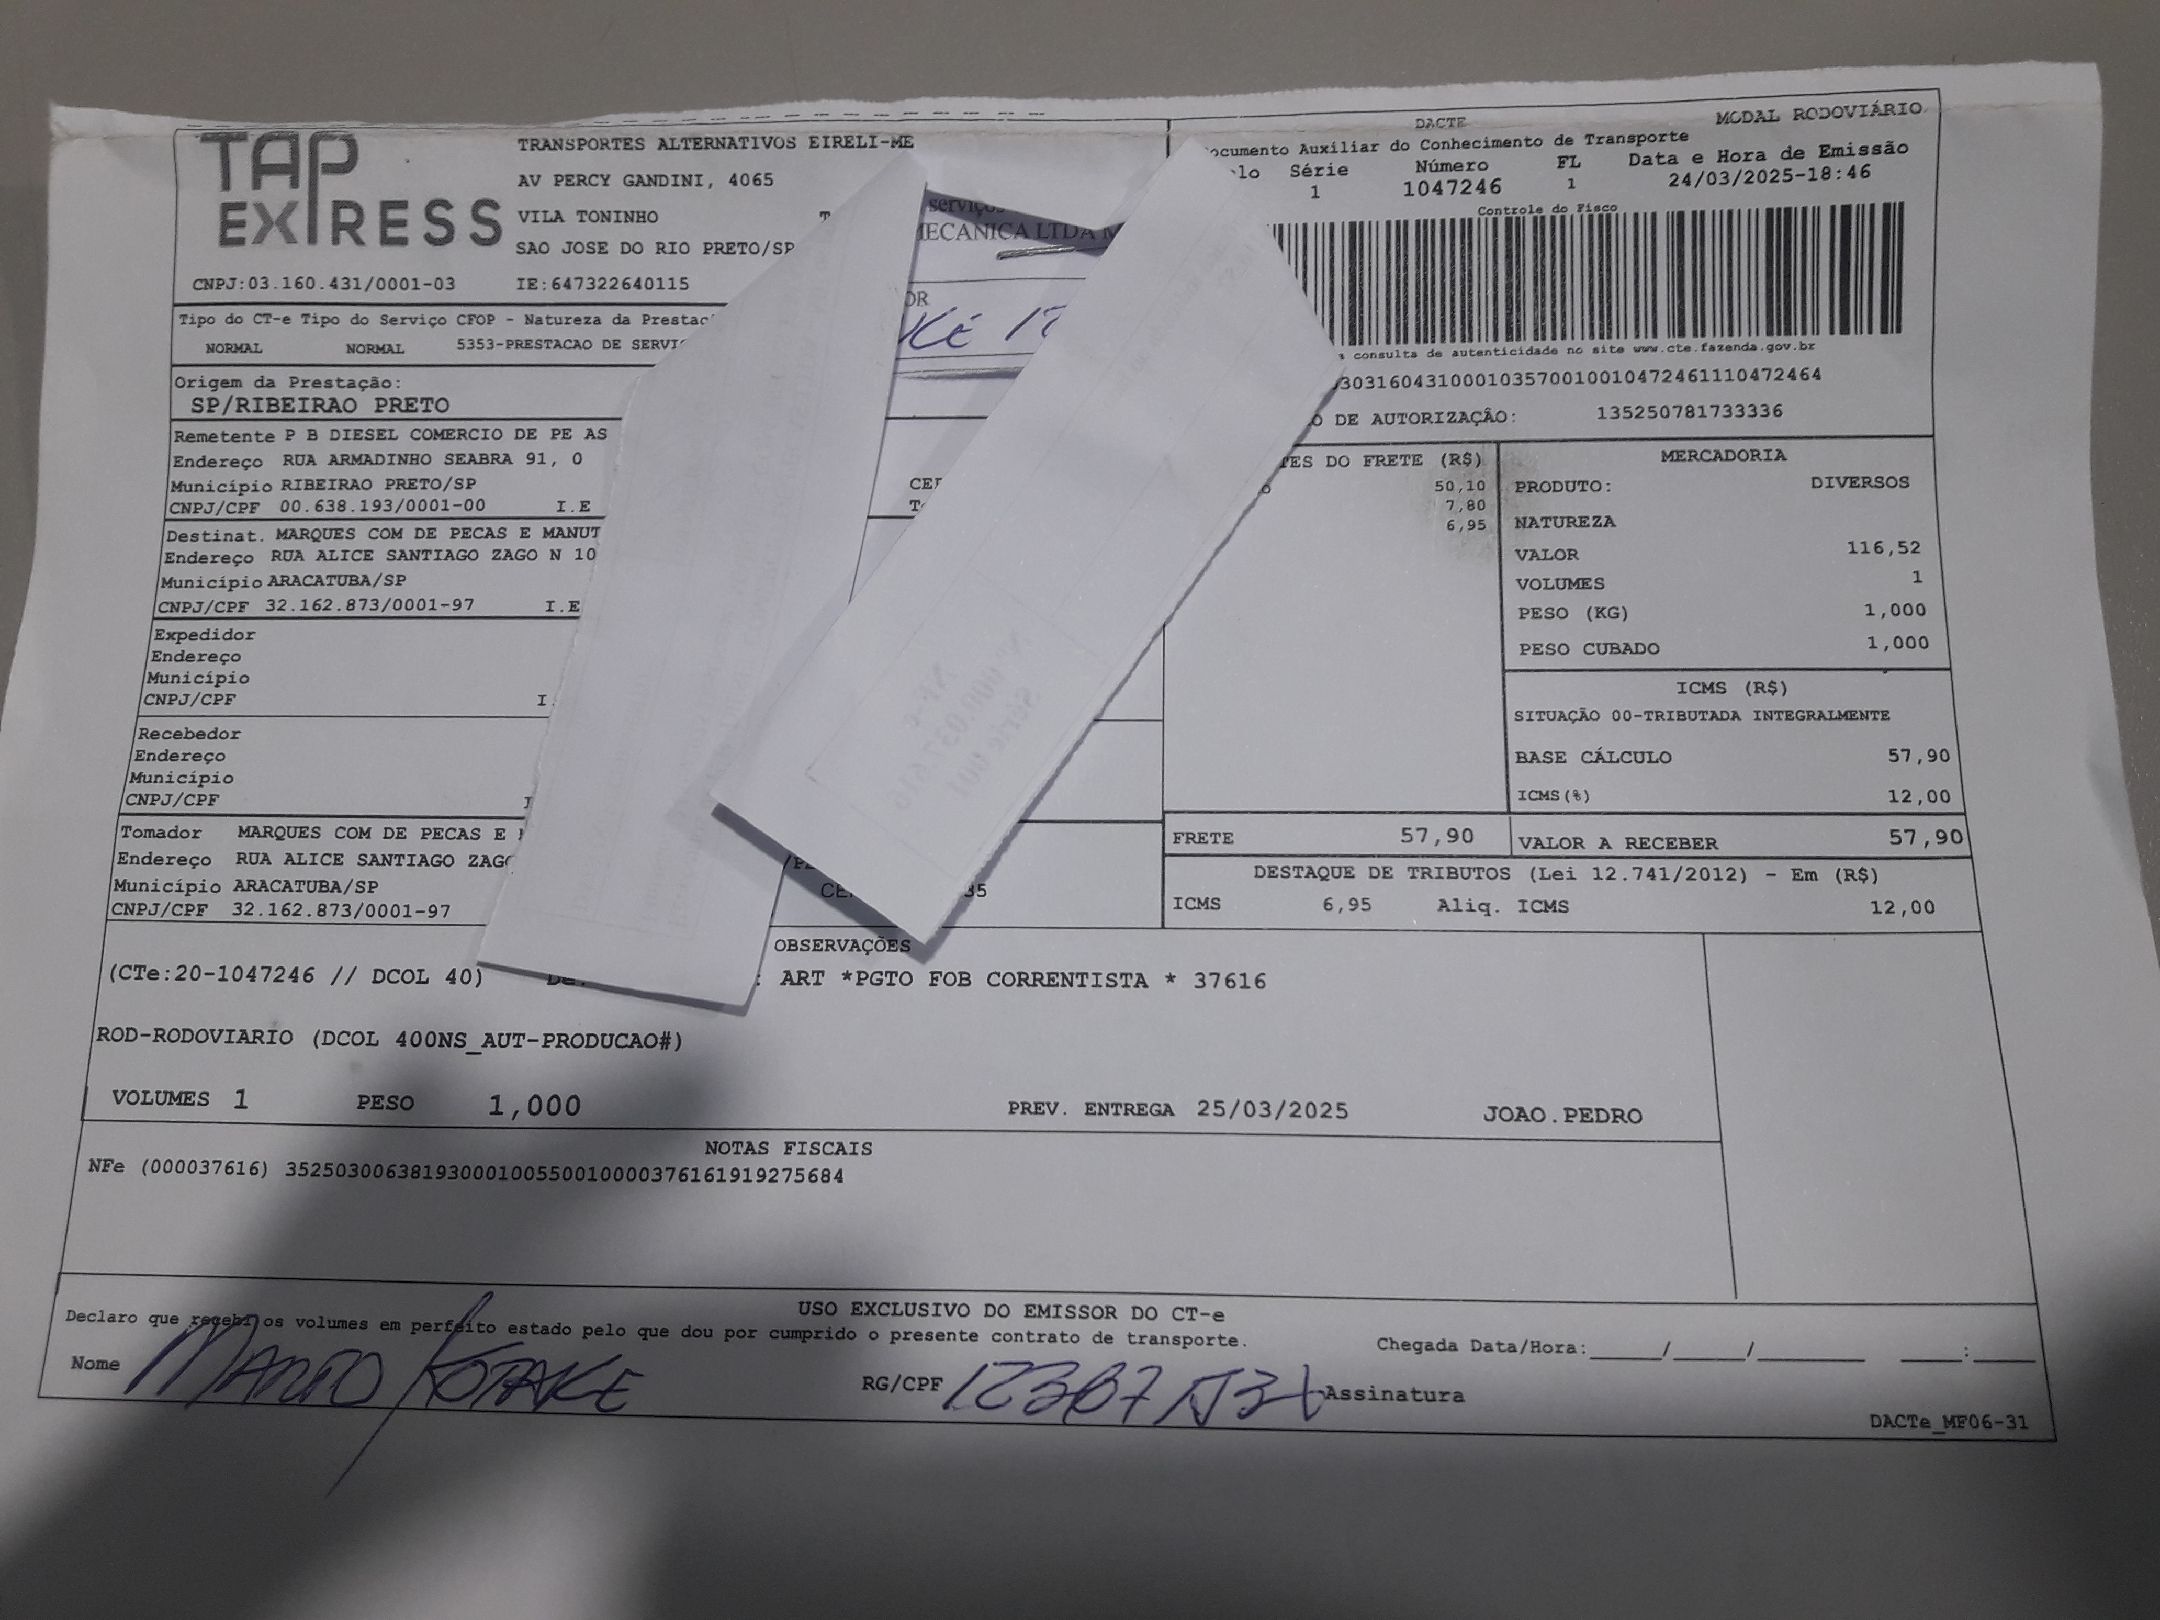 TAP EXPRESS
TRANSPORTES ALTERNATIVOS EIRELI-ME
AV PERCY GANDINI, 4065
VILA TONINHO
SAO JOSE DO RIO PRETO/SP
CNPJ:03.160.431/0001-03 IE:647322640115
serviços
MECANICA LTDA
DACTE MODAL RODOVIÁRIO
Documento Auxiliar do Conhecimento de Transporte
Série Número FL Data e Hora de Emissão
1 1047246 1 24/03/2025-18:46
Controle do Fisco
consulta de autenticidade no site www.cte.fazenda.gov.br
303160431000103570010010472461110472464
DE AUTORIZAÇÃO: 135250781733336
Tipo do CT-e Tipo do Serviço CFOP - Natureza da
NORMAL NORMAL 5353-PRESTACAO DE
Origem da Prestação:
SP/RIBEIRAO PRETO
Remetente P B DIESEL COMERCIO DE PE AS
Endereço RUA ARMADINHO SEABRA 91, 0
Município RIBEIRAO PRETO/SP
CNPJ/CPF 00.638.193/0001-00 I.E
Destinat. MARQUES COM DE PECAS E MANUT
Endereço RUA ALICE SANTIAGO ZAGO N 10
Município ARACATUBA/SP
CNPJ/CPF 32.162.873/0001-97 I.E
Expedidor
Endereço
Município
CNPJ/CPF
Recebedor
Endereço
Município
CNPJ/CPF
Tomador MARQUES COM DE PECAS E
Endereço RUA ALICE SANTIAGO
Município ARACATUBA/SP
CNPJ/CPF 32.162.873/0001-97
DO FRETE (R$)
50,10
7,80
6,95
MERCADORIA
PRODUTO: DIVERSOS
NATUREZA
VALOR 116,52
VOLUMES 1
PESO (KG) 1,000
PESO CUBADO 1,000
ICMS (R$)
SITUAÇÃO 00-TRIBUTADA INTEGRALMENTE
BASE CÁLCULO 57,90
ICMS(%) 12,00
FRETE 57,90 VALOR A RECEBER 57,90
DESTAQUE DE TRIBUTOS (Lei 12.741/2012) - Em (R$)
ICMS 6,95 Aliq. ICMS 12,00
OBSERVAÇÕES
(CTe:20-1047246 // DCOL 40) ART *PGTO FOB CORRENTISTA * 37616
ROD-RODOVIARIO (DCOL 400NS_AUT-PRODUCAO#)
VOLUMES 1 PESO 1,000 PREV. ENTREGA 25/03/2025 JOAO.PEDRO
NOTAS FISCAIS
NFe (000037616) 35250300638193000100550010000376161919275684
USO EXCLUSIVO DO EMISSOR DO CT-e
Declaro que recebi os volumes em perfeito estado pelo que dou por cumprido o presente contrato de transporte.
Chegada Data/Hora:
Nome RG/CPF Assinatura
DACTe_MF06-31